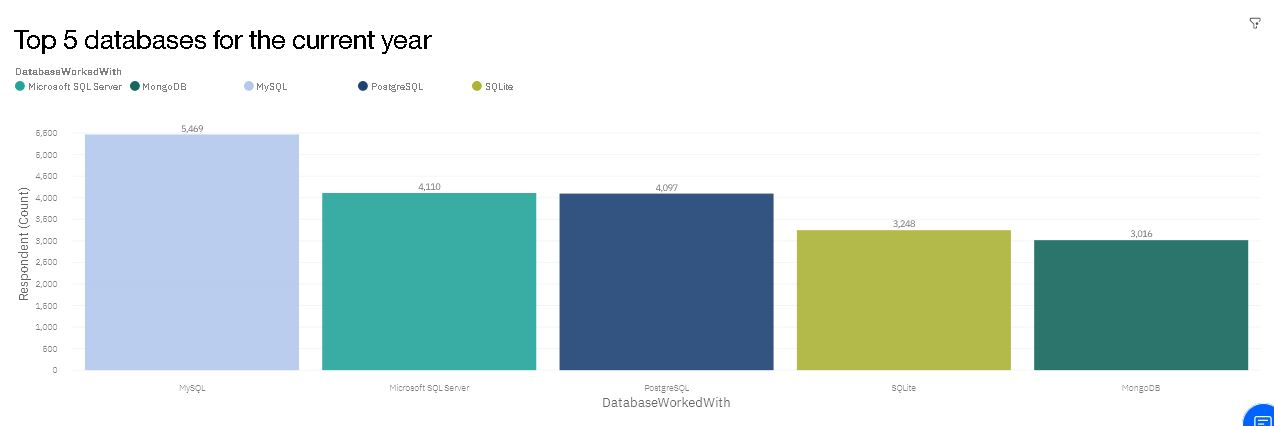 Top 5 databases for the current year
DatabaseWorkedWith
Microsoft SQL Server MongoDB MySQL PostgreSQL SQLite
5,500
5,000
4,500
4,000
3,500
3,000
2,500
2,000
1,500
1,000
500
0
Respondent (Count)
5,469
4,110
4,097
3,248
3,016
MySQL Microsoft SQL Server PostgreSQL SQLite MongoDB
DatabaseWorkedWith